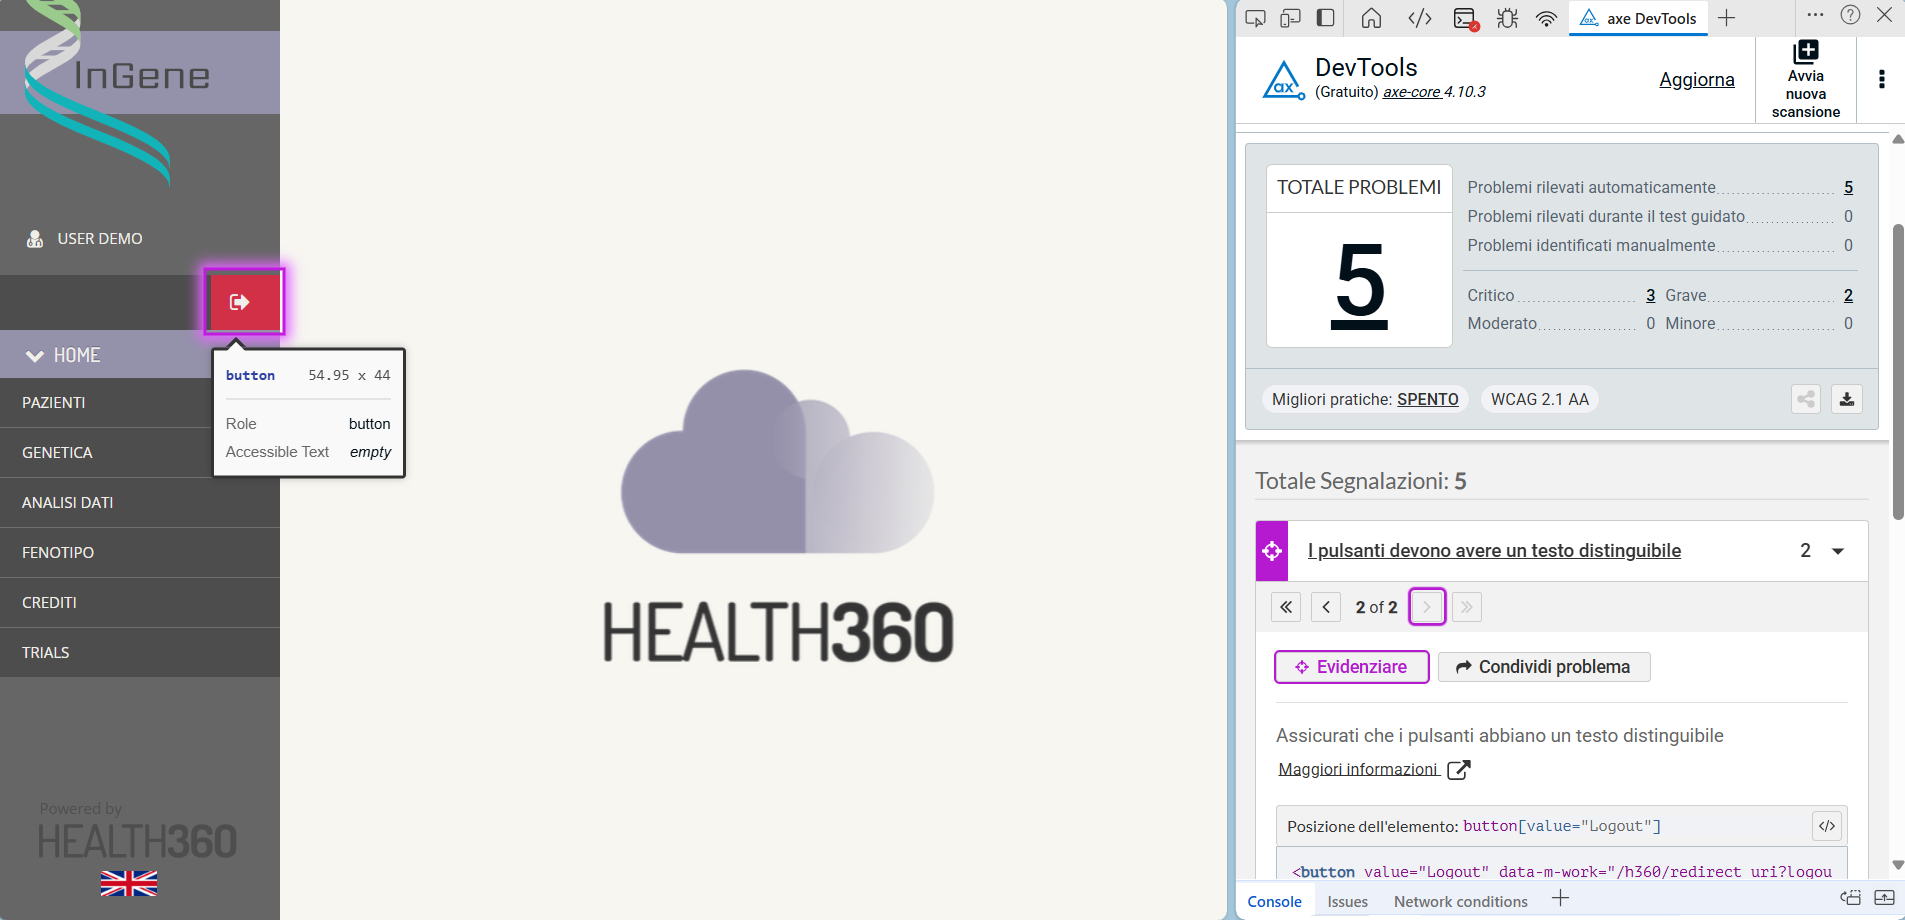 InGene
USER DEMO
HOME
PAZIENTI
GENETICA
ANALISI DATI
FENOTIPO
CREDITI
TRIALS
Powered by
HEALTH360
button 54.95 x 44
Role button
Accessible Text empty
HEALTH360
axe DevTools
ax
DevTools
(Gratuito) axe-core 4.10.3
Aggiorna
Avvia
nuova
scansione
TOTALE PROBLEMI
5
Problemi rilevati automaticamente 5
Problemi rilevati durante il test guidato 0
Problemi identificati manualmente 0
Critico 3 Grave 2
Moderato 0 Minore 0
Migliori pratiche: SPENTO
WCAG 2.1 AA
Totale Segnalazioni: 5
I pulsanti devono avere un testo distinguibile 2
2 of 2
Evidenziare
Condividi problema
Assicurati che i pulsanti abbiano un testo distinguibile
Maggiori informazioni
Posizione dell'elemento: button[value="Logout"]
<button value="Logout" data-m-work="/h360/redirect_uri?logou
Console Issues Network conditions